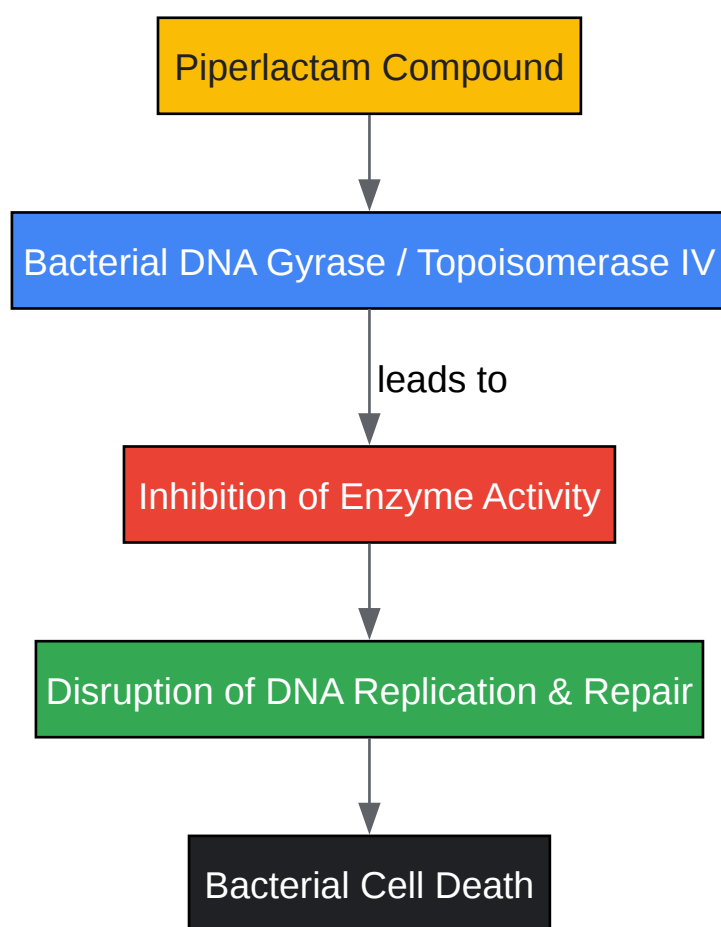 Piperlactam Compound
Bacterial DNA Gyrase / Topoisomerase IV
leads to
Inhibition of Enzyme Activity
Disruption of DNA Replication & Repair
Bacterial Cell Death